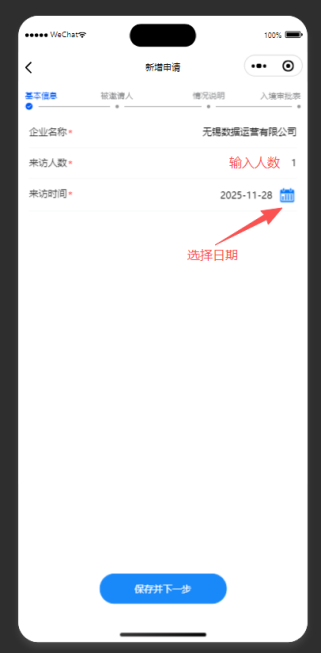 ●●●●● WeChat 100%
新增申请
基本信息 被邀请人 情况说明 入境审批表
企业名称* 无锡数据运营有限公司
来访人数* 输入人数 1
来访时间* 2025-11-28
选择日期
保存并下一步